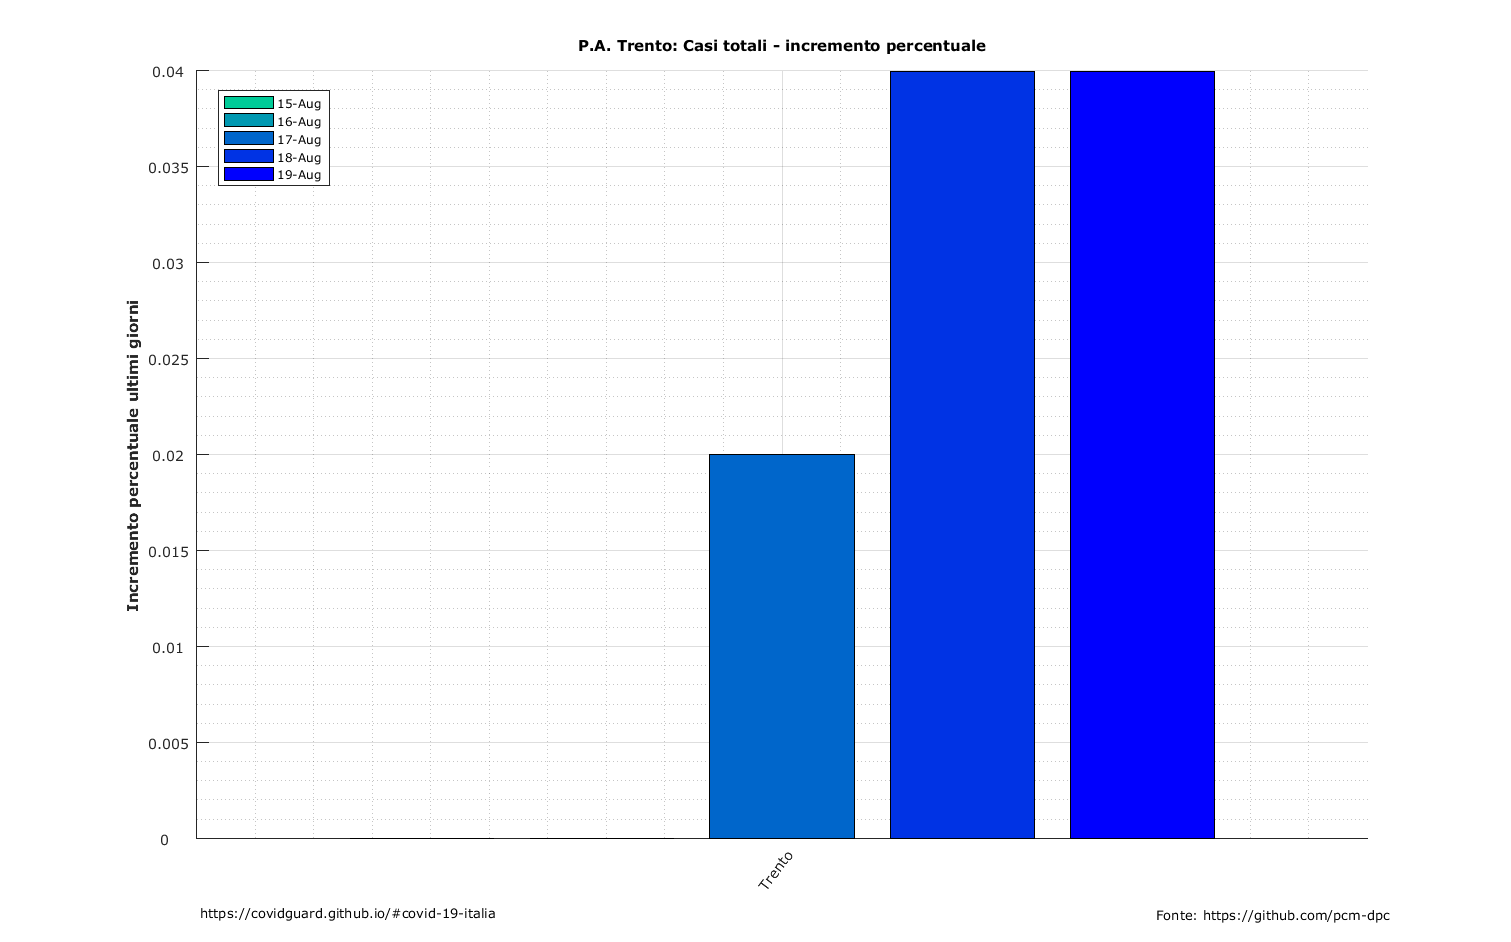 P.A. Trento: Casi totali - incremento percentuale
0.04
0.035
0.03
0.025
0.02
0.015
0.01
0.005
0
Incremento percentuale ultimi giorni
15-Aug
16-Aug
17-Aug
18-Aug
19-Aug
Trento
https://covidguard.github.io/#covid-19-italia
Fonte: https://github.com/pcm-dpc